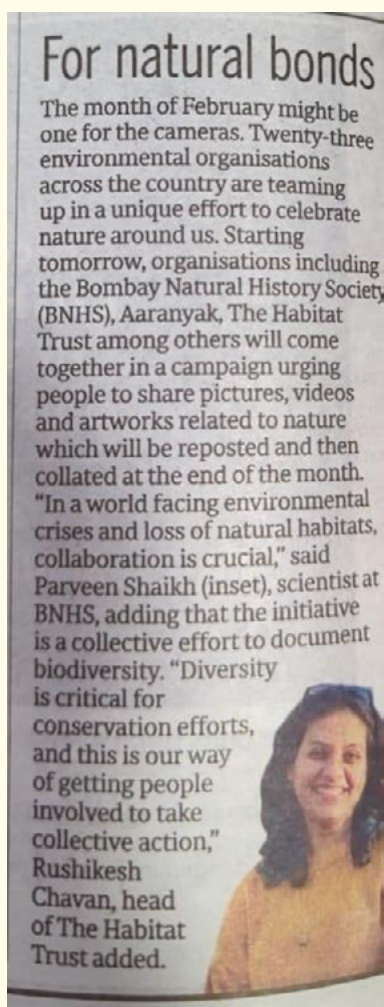 For natural bonds
The month of February might be
one for the cameras. Twenty-three
environmental organisations
across the country are teaming
up in a unique effort to celebrate
nature around us. Starting
tomorrow, organisations including
the Bombay Natural History Society
(BNHS), Aaranyak, The Habitat
Trust among others will come
together in a campaign urging
people to share pictures, videos
and artworks related to nature
which will be reposted and then
collated at the end of the month.
“In a world facing environmental
crises and loss of natural habitats,
collaboration is crucial,” said
Parveen Shaikh (inset), scientist at
BNHS, adding that the initiative
is a collective effort to document
biodiversity. “Diversity
is critical for
conservation efforts,
and this is our way
of getting people
involved to take
collective action,”
Rushikesh
Chavan, head
of The Habitat
Trust added.